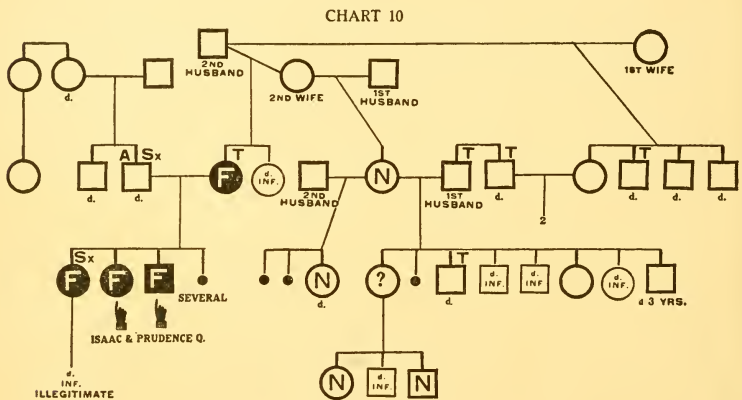 CHART 10
2ND
HUSBAND
2ND WIFE
1ST
HUSBAND
1ST WIFE
d.
A Sx
T
T
T
T
d.
d.
F
d.
INF.
2ND
HUSBAND
N
1ST
HUSBAND
d.
d.
d.
d.
2
Sx
T
F
F
F
SEVERAL
N
?
d.
INF.
d.
INF.
d.
INF.
d.
d.
d 3 YRS.
ISAAC & PRUDENCE Q.
d.
INF.
ILLEGITIMATE
N
d.
INF.
N